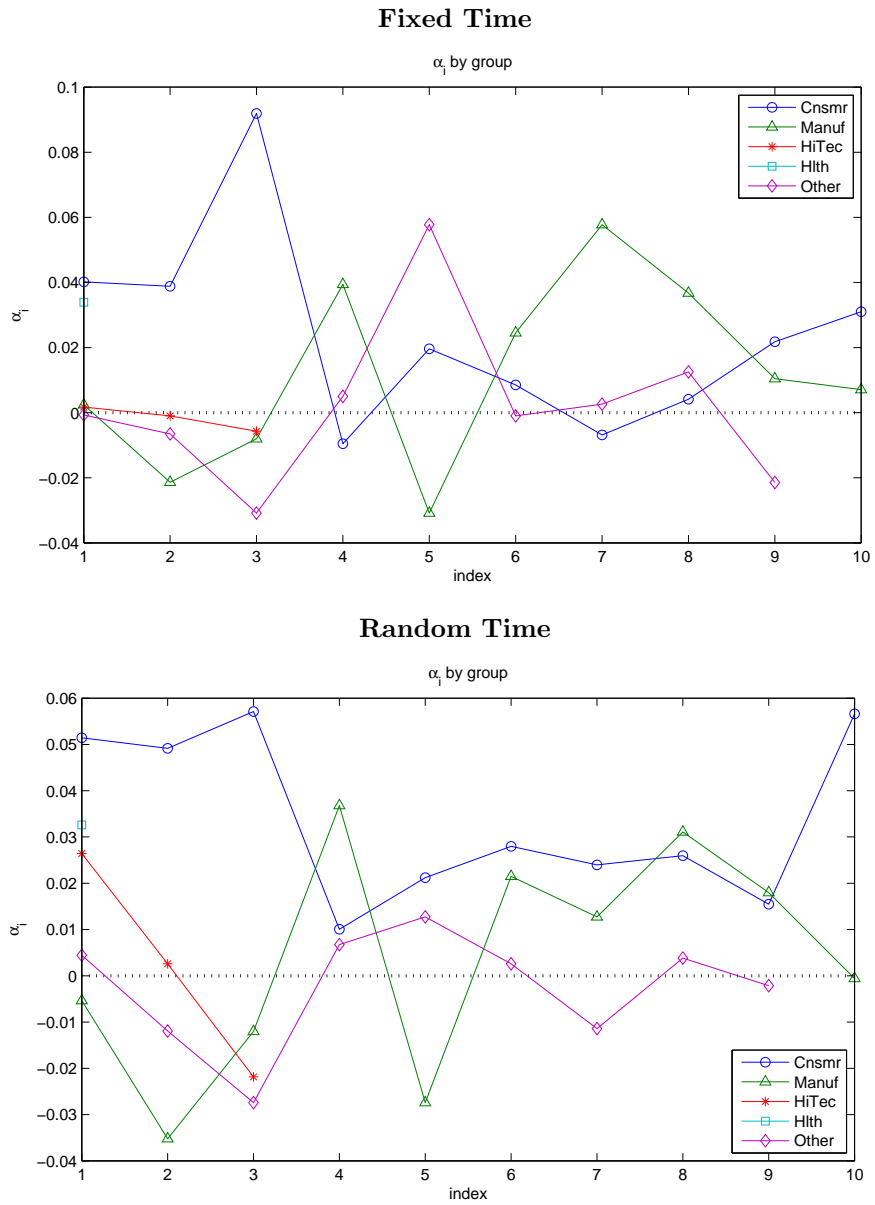 Fixed Time
αi by group
0.1
0.08
0.06
0.04
0.02
0
−0.02
−0.04
αi
1 2 3 4 5 6 7 8 9 10
index
Cnsmr
Manuf
HiTec
Hlth
Other
Random Time
αi by group
0.06
0.05
0.04
0.03
0.02
0.01
0
−0.01
−0.02
−0.03
−0.04
αi
Cnsmr
Manuf
HiTec
Hlth
Other
1 2 3 4 5 6 7 8 9 10
index